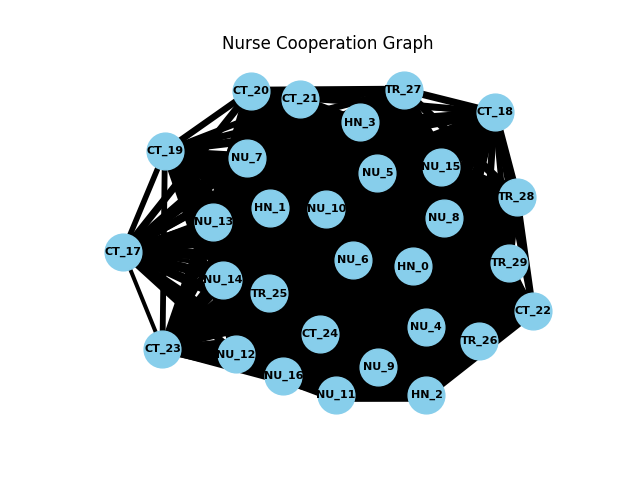 Nurse Cooperation Graph
CT_20
CT_21
TR_27
HN_3
CT_18
CT_19
NU_7
NU_5
NU_15
TR_28
HN_1
NU_10
NU_13
NU_8
CT_17
NU_6
HN_0
TR_29
NU_14
TR_25
CT_22
CT_24
NU_4
TR_26
CT_23
NU_12
NU_16
NU_9
NU_11
HN_2